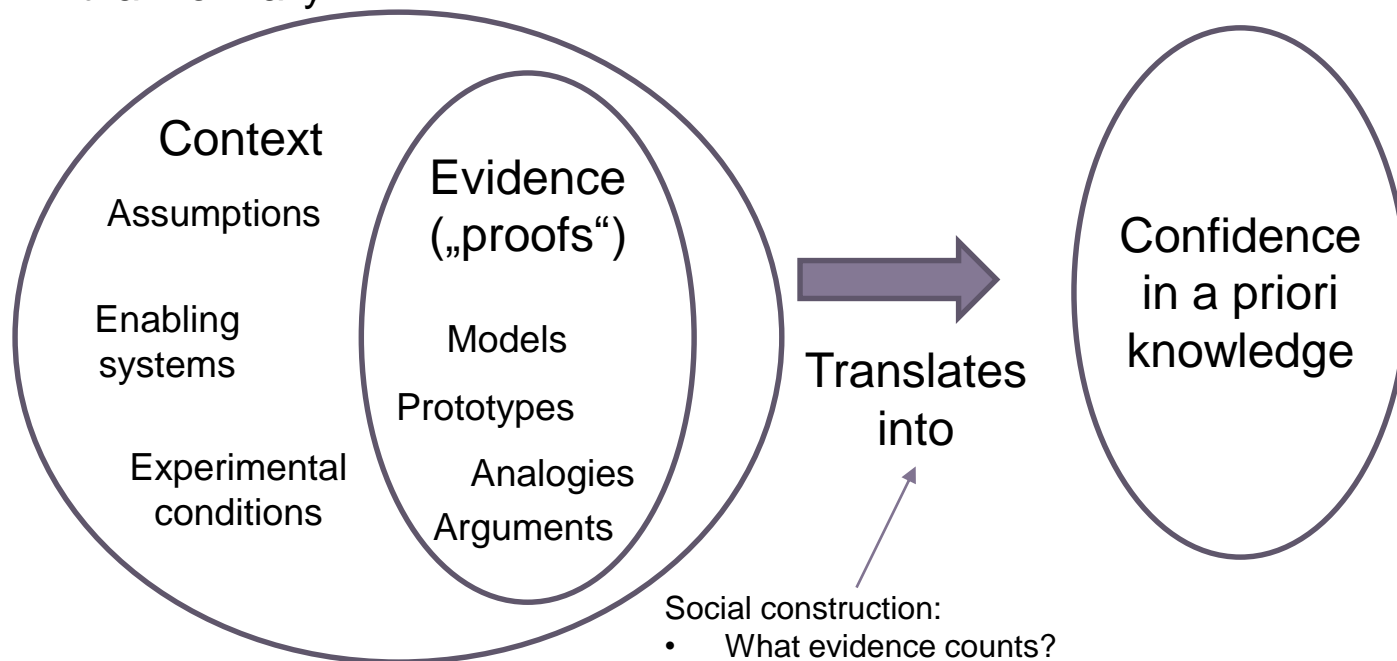 Context
Assumptions
Enabling
systems
Experimental
conditions
Evidence
(„proofs“)
Models
Prototypes
Analogies
Arguments
Translates
into
Confidence
in a priori
knowledge
Social construction:
• What evidence counts?